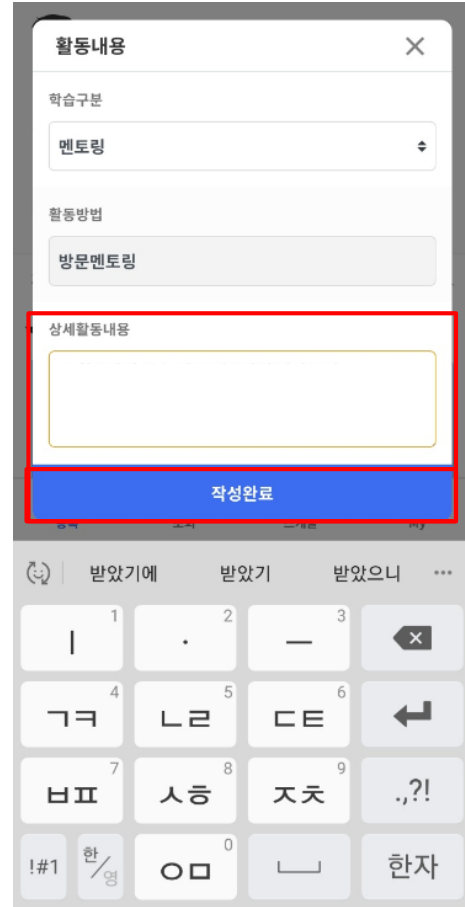 활동내용
학습구분
멘토링
활동방법
방문멘토링
상세활동내용
작성완료
My
받았기에 받았기 받았으니 ...
ㅣ 1 · 2 ㅡ 3
ㄱㅋ 4 ㄴㄹ 5 ㄷㅌ 6
ㅂㅍ 7 ㅅㅎ 8 ㅈㅊ 9 .,?!
!#1 한/영 ㅇㅁ 0 한자